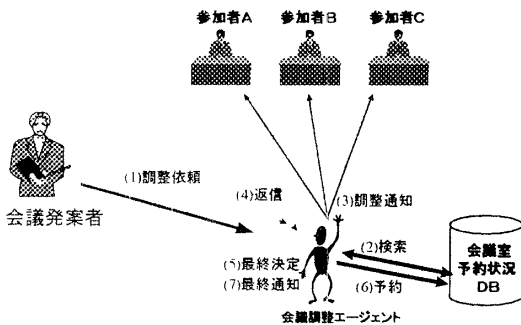 参加者A
参加者B
参加者C
(1)調整依頼
(4)返信
(3)調整通知
会議発案者
(2)検索
会議室
予約状況
DB
(5)最終決定
(7)最終通知
(6)予約
会議調整エージェント